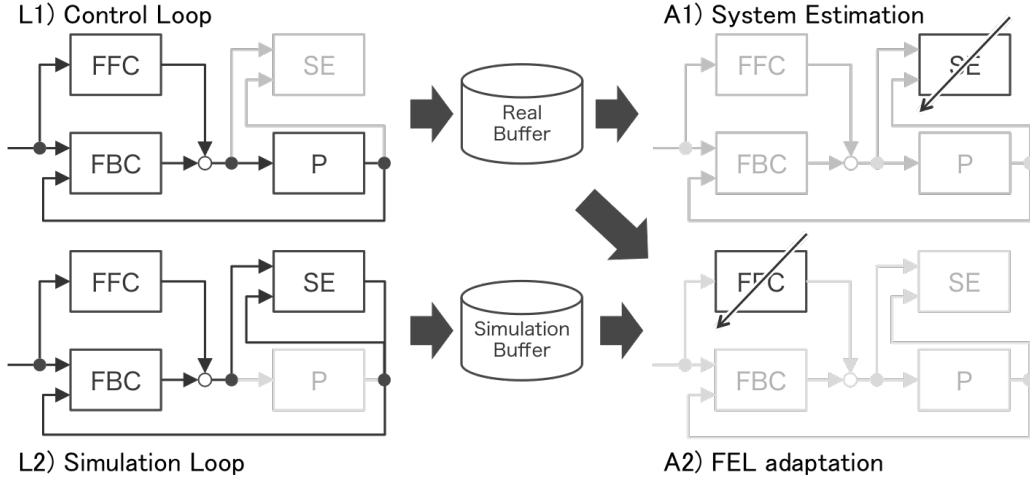 L1) Control Loop
FFC
SE
FBC
P
Real
Buffer
A1) System Estimation
FFC
SE
FBC
P
FFC
SE
FBC
P
L2) Simulation Loop
Simulation
Buffer
FFC
SE
FBC
P
A2) FEL adaptation